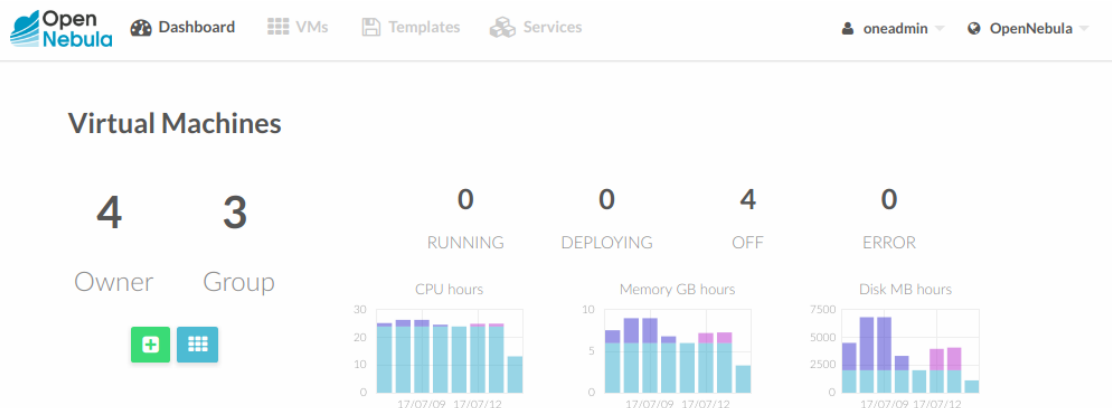 Open
Nebula
Dashboard VMs Templates Services oneadmin OpenNebula
Virtual Machines
4 3 0 0 4 0
Owner Group RUNNING DEPLOYING OFF ERROR
CPU hours Memory GB hours Disk MB hours
30 10 7500
20 5000
5
10 2500
0 0 0
17/07/09 17/07/12 17/07/09 17/07/12 17/07/09 17/07/12